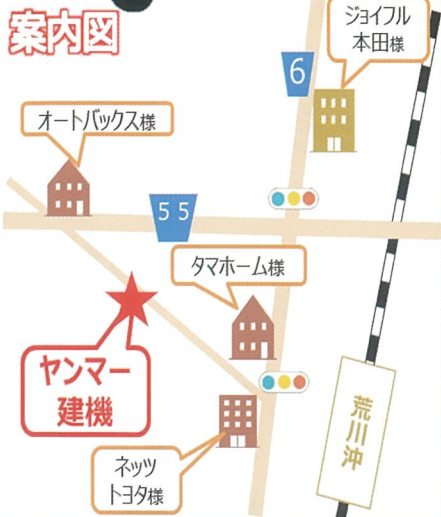 案内図
ジョイフル
本田様
6
オートバックス様
55
タマホーム様
ヤンマー
建機
荒川沖
ネッツ
トヨタ様